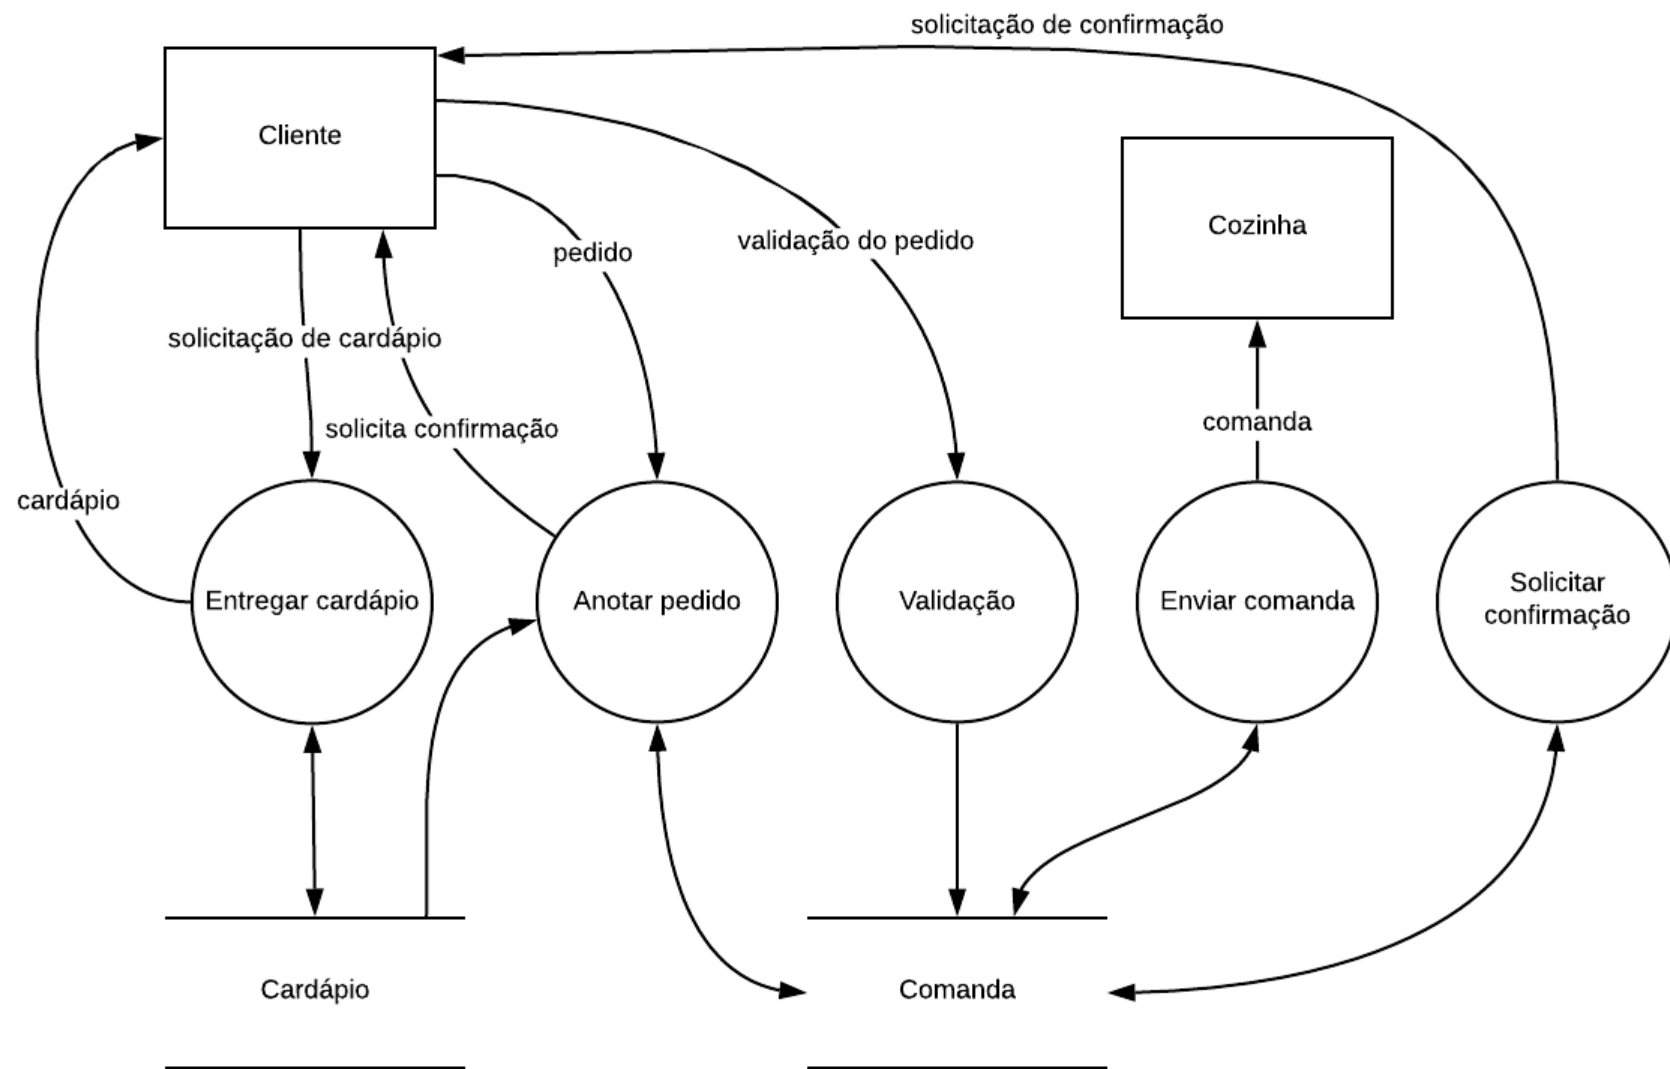 solicitação de confirmação
Cliente
Cozinha
pedido
validação do pedido
solicitação de cardápio
comanda
solicita confirmação
cardápio
Entregar cardápio
Anotar pedido
Validação
Enviar comanda
Solicitar
confirmação
Cardápio
Comanda